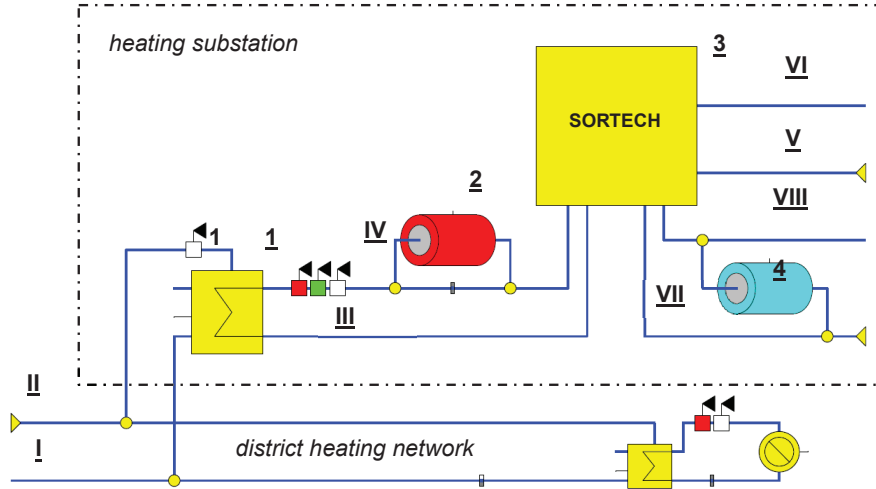 heating substation
3
VI
SORTECH
V
2
VIII
IV
1
1
4
VII
III
II
district heating network
I